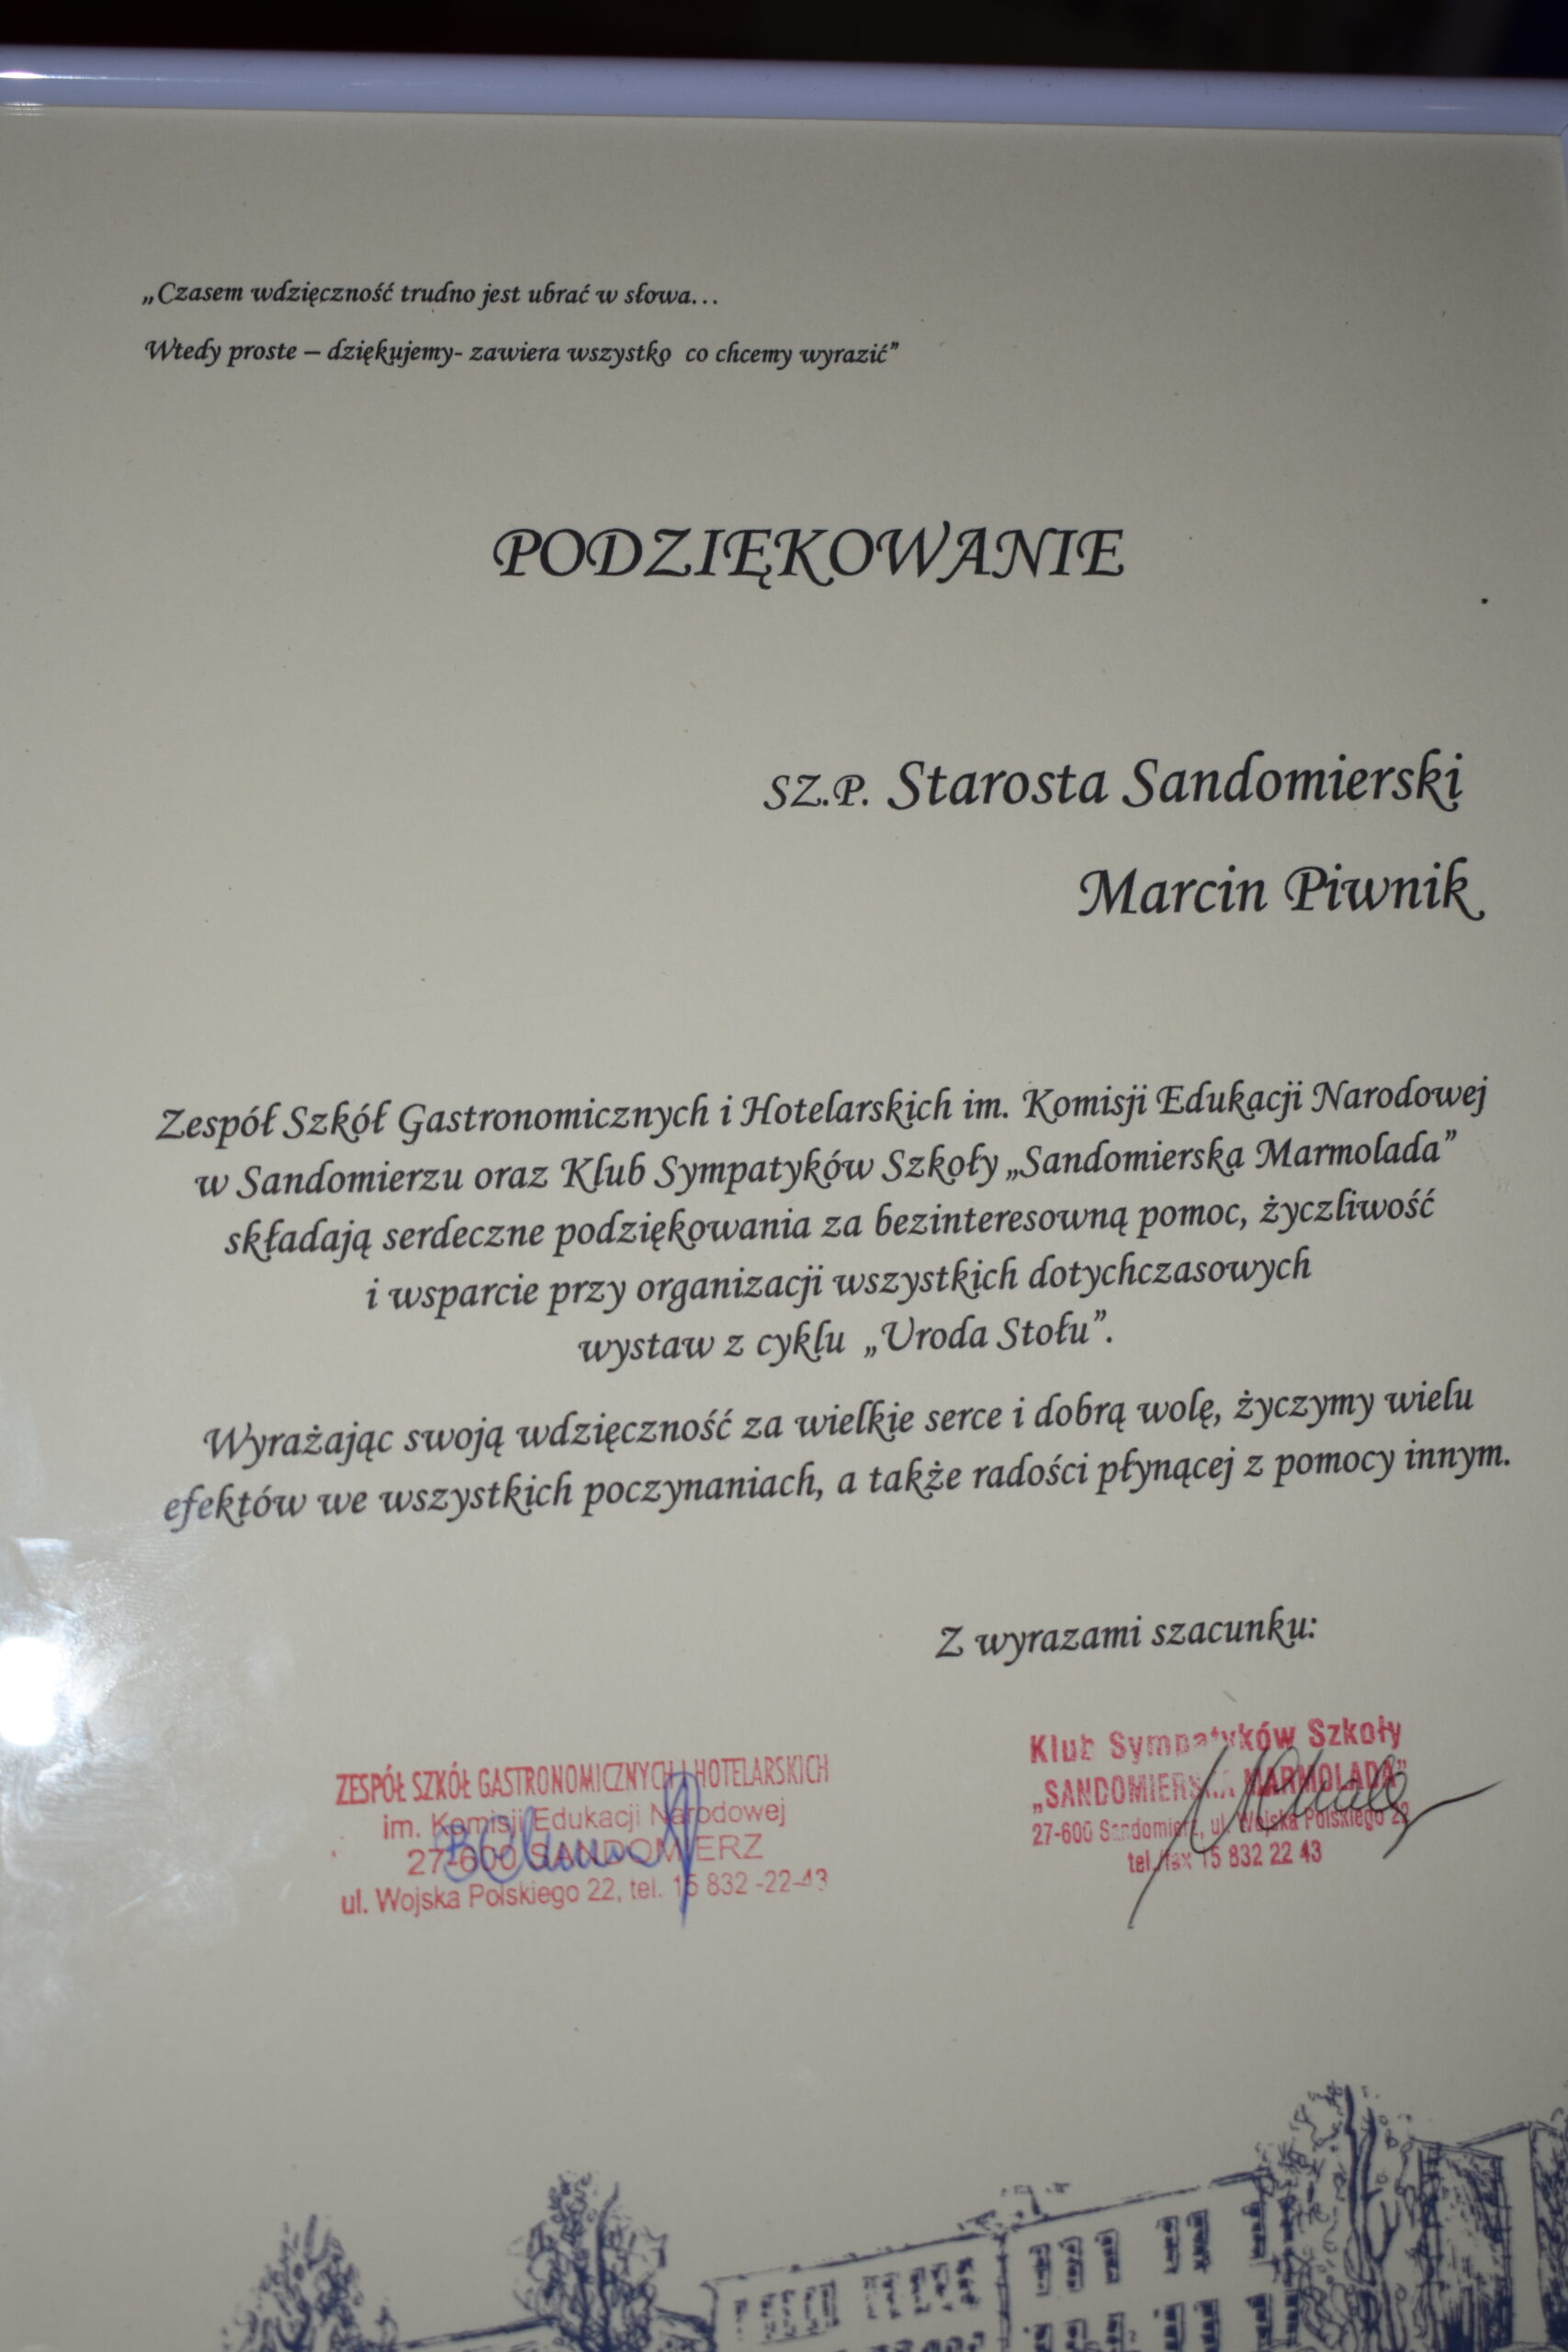 „Czasem wdzięczność trudno jest ubrać w słowa…
Wtedy proste – dziękujemy- zawiera wszystko co chcemy wyrazić”
PODZIĘKOWANIE
SZ.P. Starosta Sandomierski
Marcin Piwnik
Zespół Szkół Gastronomicznych i Hotelarskich im. Komisji Edukacji Narodowej
w Sandomierzu oraz Klub Sympatyków Szkoły „Sandomierska Marmolada”
składają serdeczne podziękowania za bezinteresowną pomoc, życzliwość
i wsparcie przy organizacji wszystkich dotychczasowych
wystaw z cyklu „Uroda Stołu”.
Wyrażając swoją wdzięczność za wielkie serce i dobrą wolę, życzymy wielu
efektów we wszystkich poczynaniach, a także radości płynącej z pomocy innym.
Z wyrazami szacunku:
ZESPÓŁ SZKÓŁ GASTRONOMICZNYCH i HOTELARSKICH
im. Komisji Edukacji Narodowej
27-600 SANDOMIERZ
ul. Wojska Polskiego 22, tel. 15 832 -22-43
Klub Sympatyków Szkoły
„SANDOMIERSKA MARMOLADA”
27-600 Sandomierz, ul. Wojska Polskiego 22
tel./fax 15 832 22 43